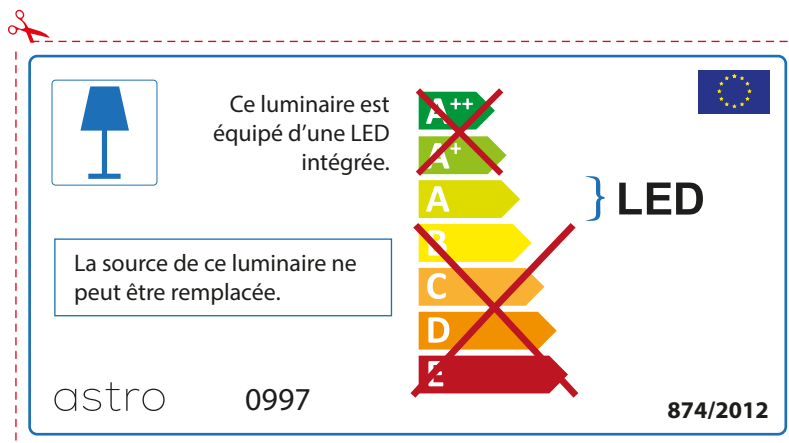 Ce luminaire est
équipé d’une LED
intégrée.
A++
A+
A
B
C
D
E
LED
La source de ce luminaire ne
peut être remplacée.
astro
0997
874/2012